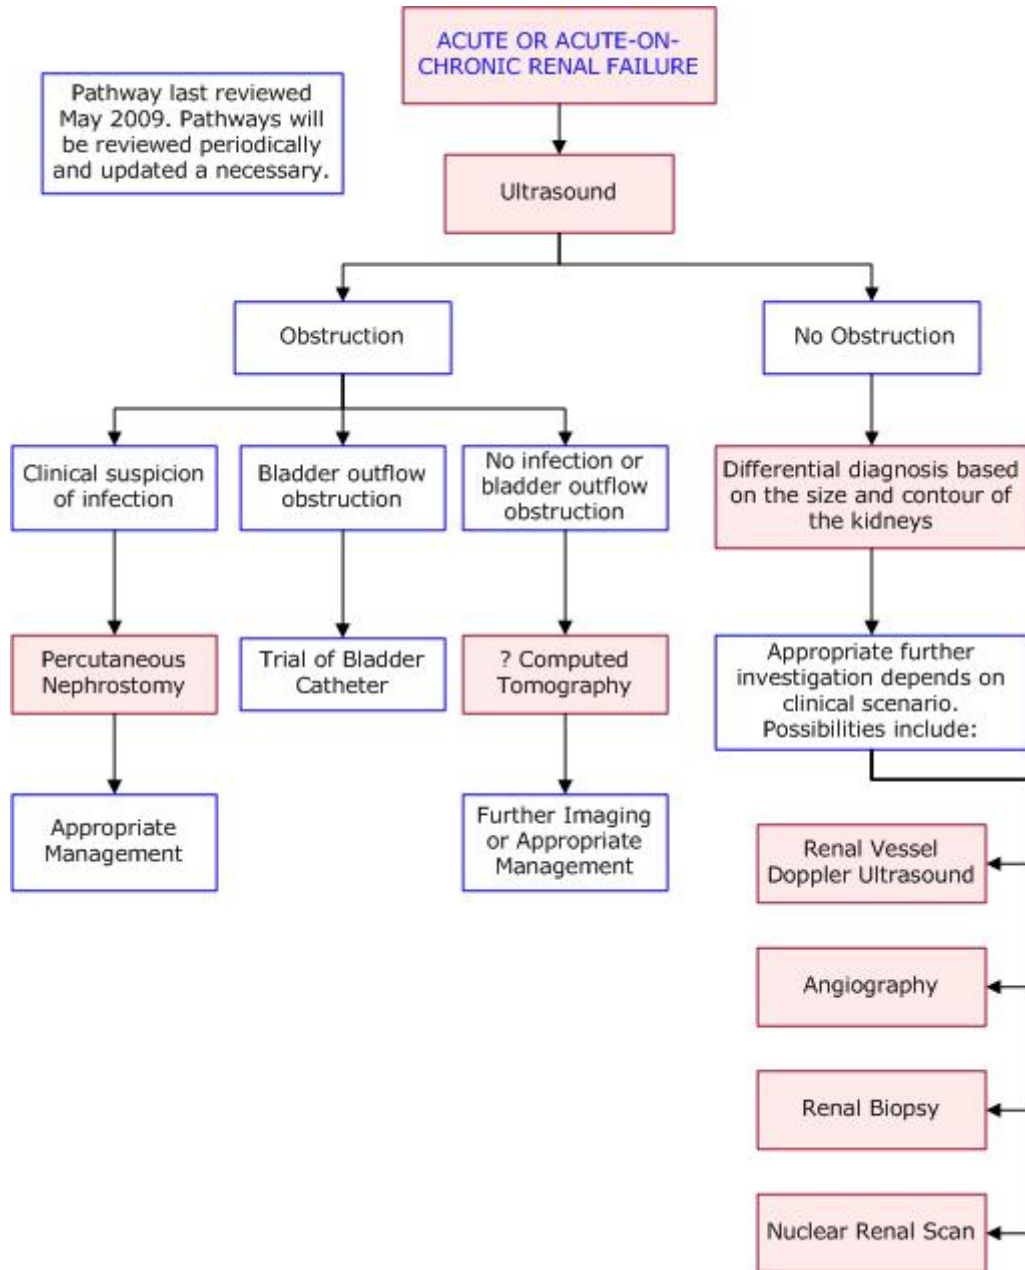 ACUTE OR ACUTE-ON-
CHRONIC RENAL FAILURE
Pathway last reviewed
May 2009. Pathways will
be reviewed periodically
and updated a necessary.
Ultrasound
Obstruction
No Obstruction
Clinical suspicion
of infection
Bladder outflow
obstruction
No infection or
bladder outflow
obstruction
Differential diagnosis based
on the size and contour of
the kidneys
Percutaneous
Nephrostomy
Trial of Bladder
Catheter
? Computed
Tomography
Appropriate further
investigation depends on
clinical scenario.
Possibilities include:
Appropriate
Management
Further Imaging
or Appropriate
Management
Renal Vessel
Doppler Ultrasound
Angiography
Renal Biopsy
Nuclear Renal Scan